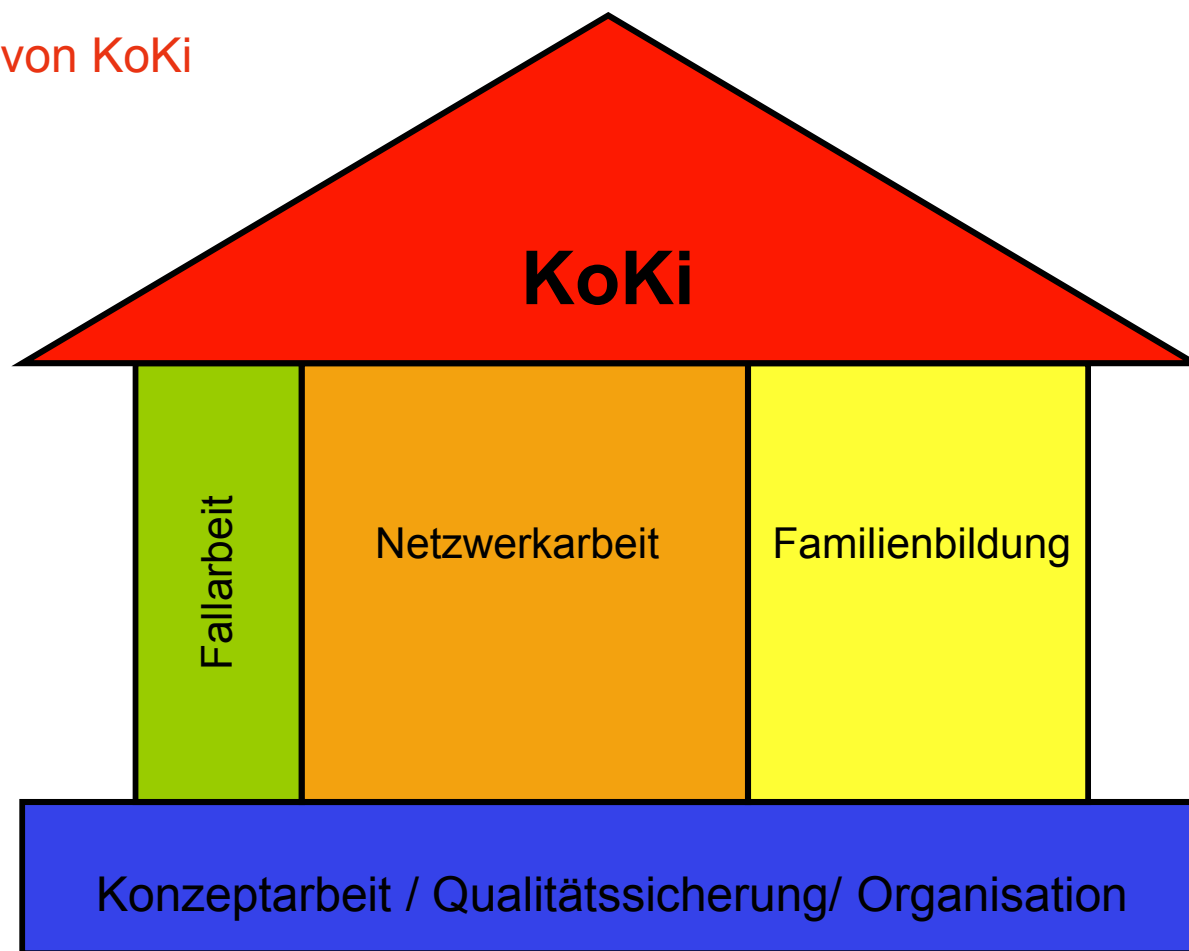 von KoKi
KoKi
Fallarbeit
Netzwerkarbeit
Familienbildung
Konzeptarbeit / Qualitätssicherung/ Organisation